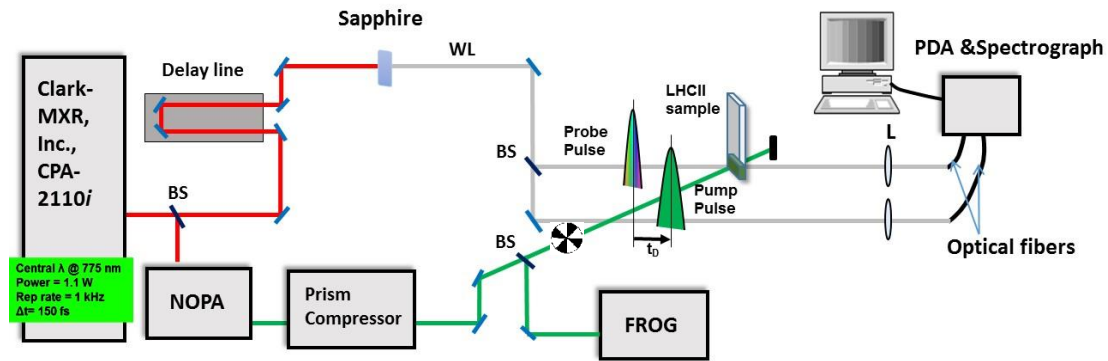 Sapphire
WL
Delay line
PDA &Spectrograph
Clark-
MXR,
Inc.,
CPA-
2110i
LHCII
sample
Probe
Pulse
BS
L
BS
Pump
Pulse
BS
t_D
Optical fibers
Central λ @ 775 nm
Power = 1.1 W
Rep rate = 1 kHz
Δt= 150 fs
NOPA
Prism
Compressor
FROG